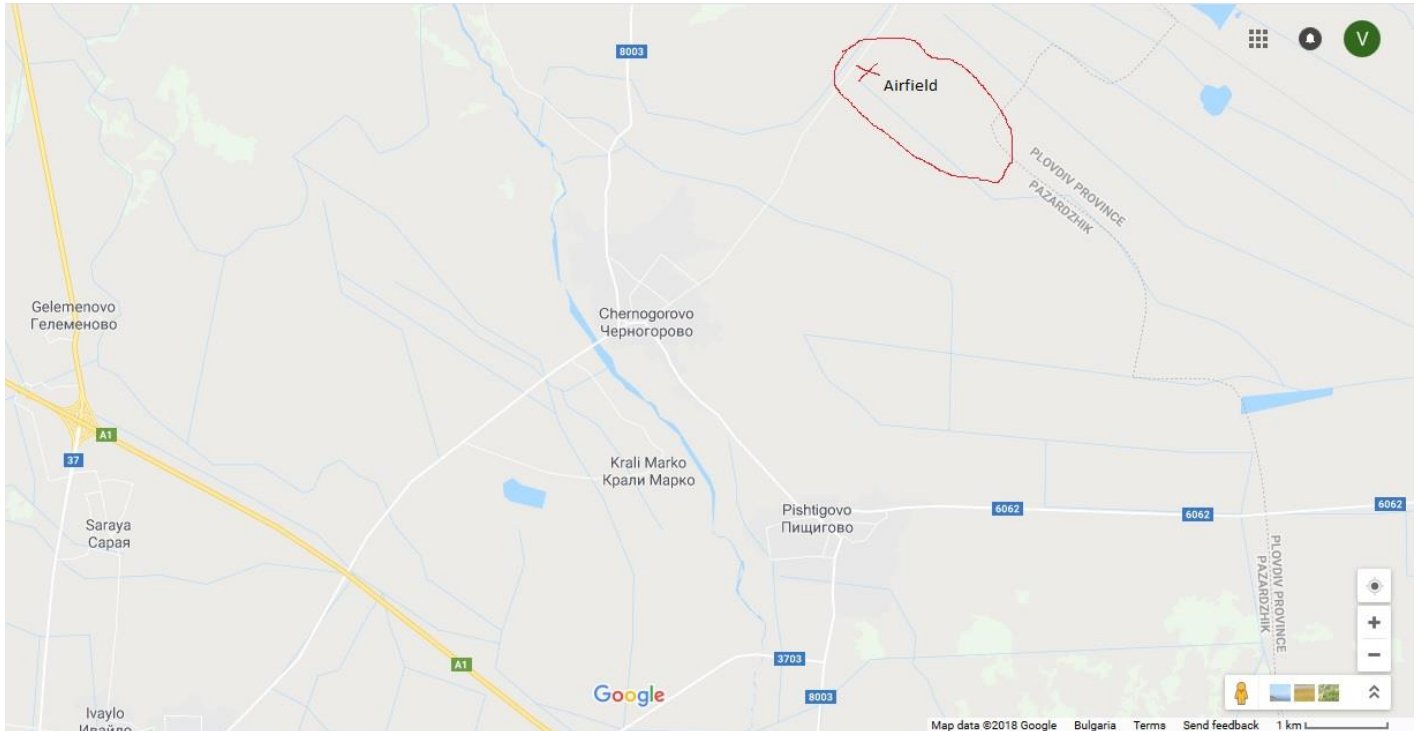 8003
V
Airfield
PLOVDIV PROVINCE
PAZARDZHIK
Gelemenovo
Гелеменово
Chernogorovo
Черногорово
A1
37
Krali Marko
Крали Марко
Pishtigovo
Пищигово
6062
6062
6062
Saraya
Сарая
PLOVDIV PROVINCE
PAZARDZHIK
A1
3703
8003
Google
Ivaylo
Ивайло
Map data ©2018 Google Bulgaria Terms Send feedback 1 km